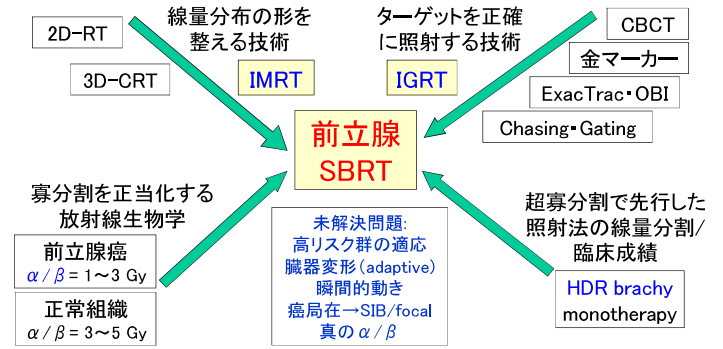 線量分布の形を
整える技術
2D-RT
3D-CRT
IMRT
ターゲットを正確
に照射する技術
IGRT
CBCT
金マーカー
ExacTrac・OBI
Chasing・Gating
前立腺
SBRT
寡分割を正当化する
放射線生物学
前立腺癌
α/β = 1～3 Gy
正常組織
α/β = 3～5 Gy
未解決問題:
高リスク群の適応
臓器変形(adaptive)
瞬間的動き
癌局在→SIB/focal
真のα/β
超寡分割で先行した
照射法の線量分割/
臨床成績
HDR brachy
monotherapy